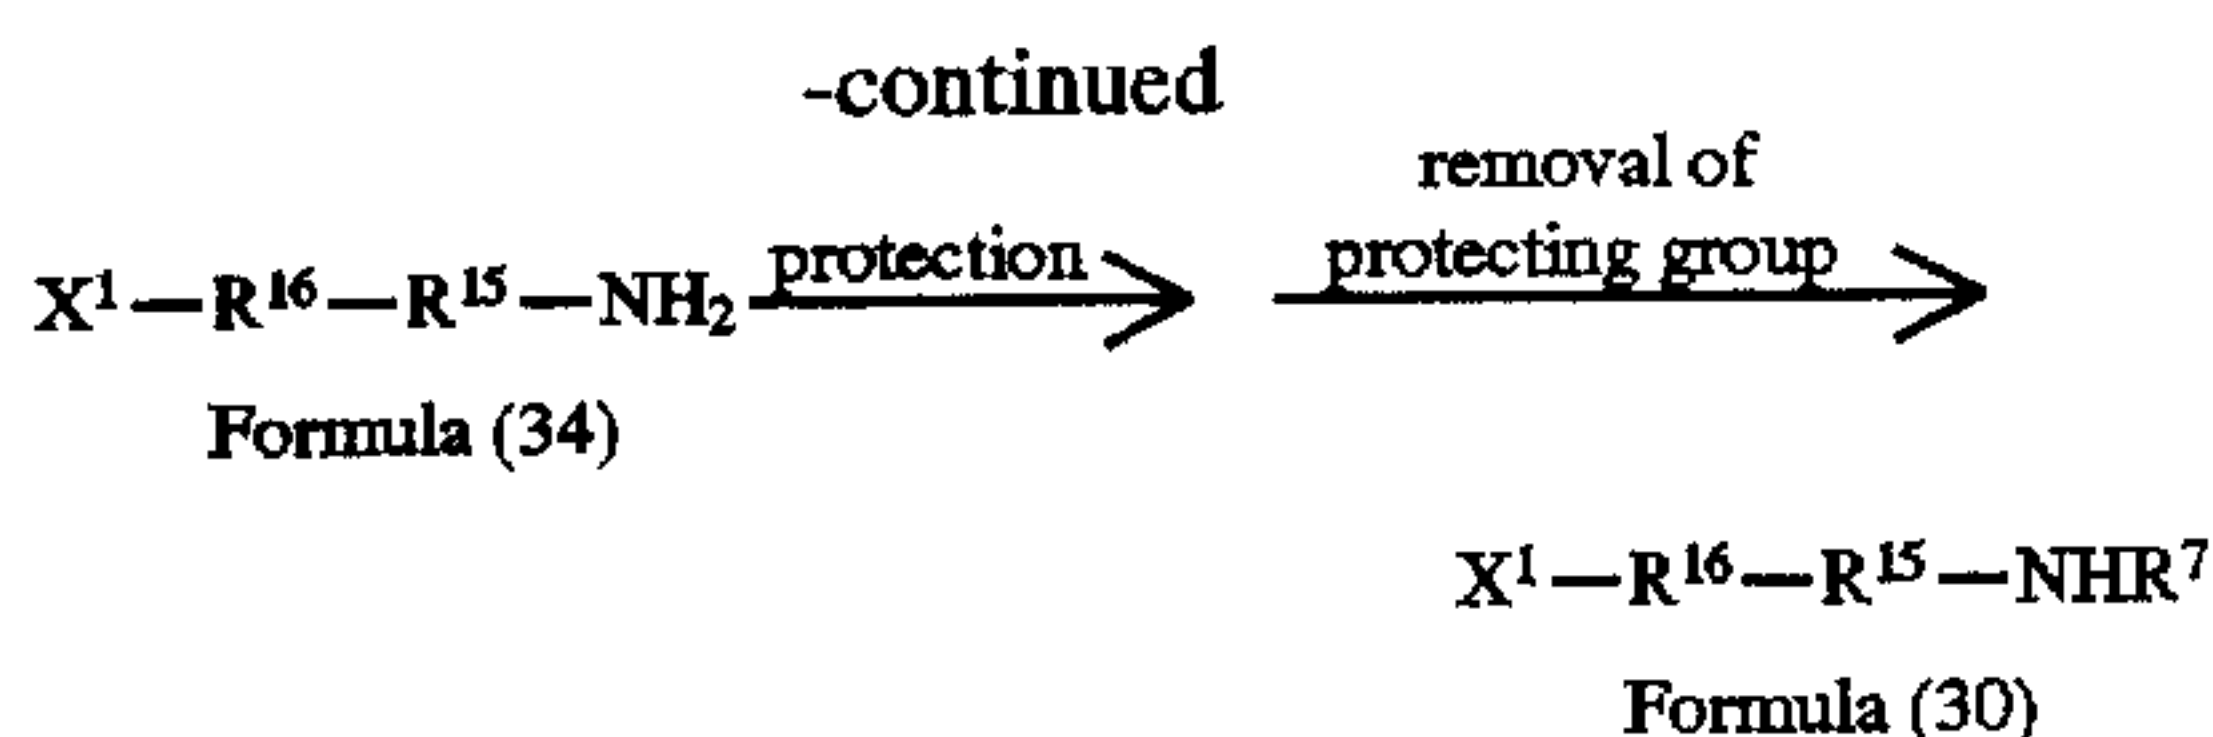 -continued
removal of
protection protecting group
X¹—R¹⁶—R¹⁵—NH₂
Formula (34)
X¹—R¹⁶—R¹⁵—NHR⁷
Formula (30)